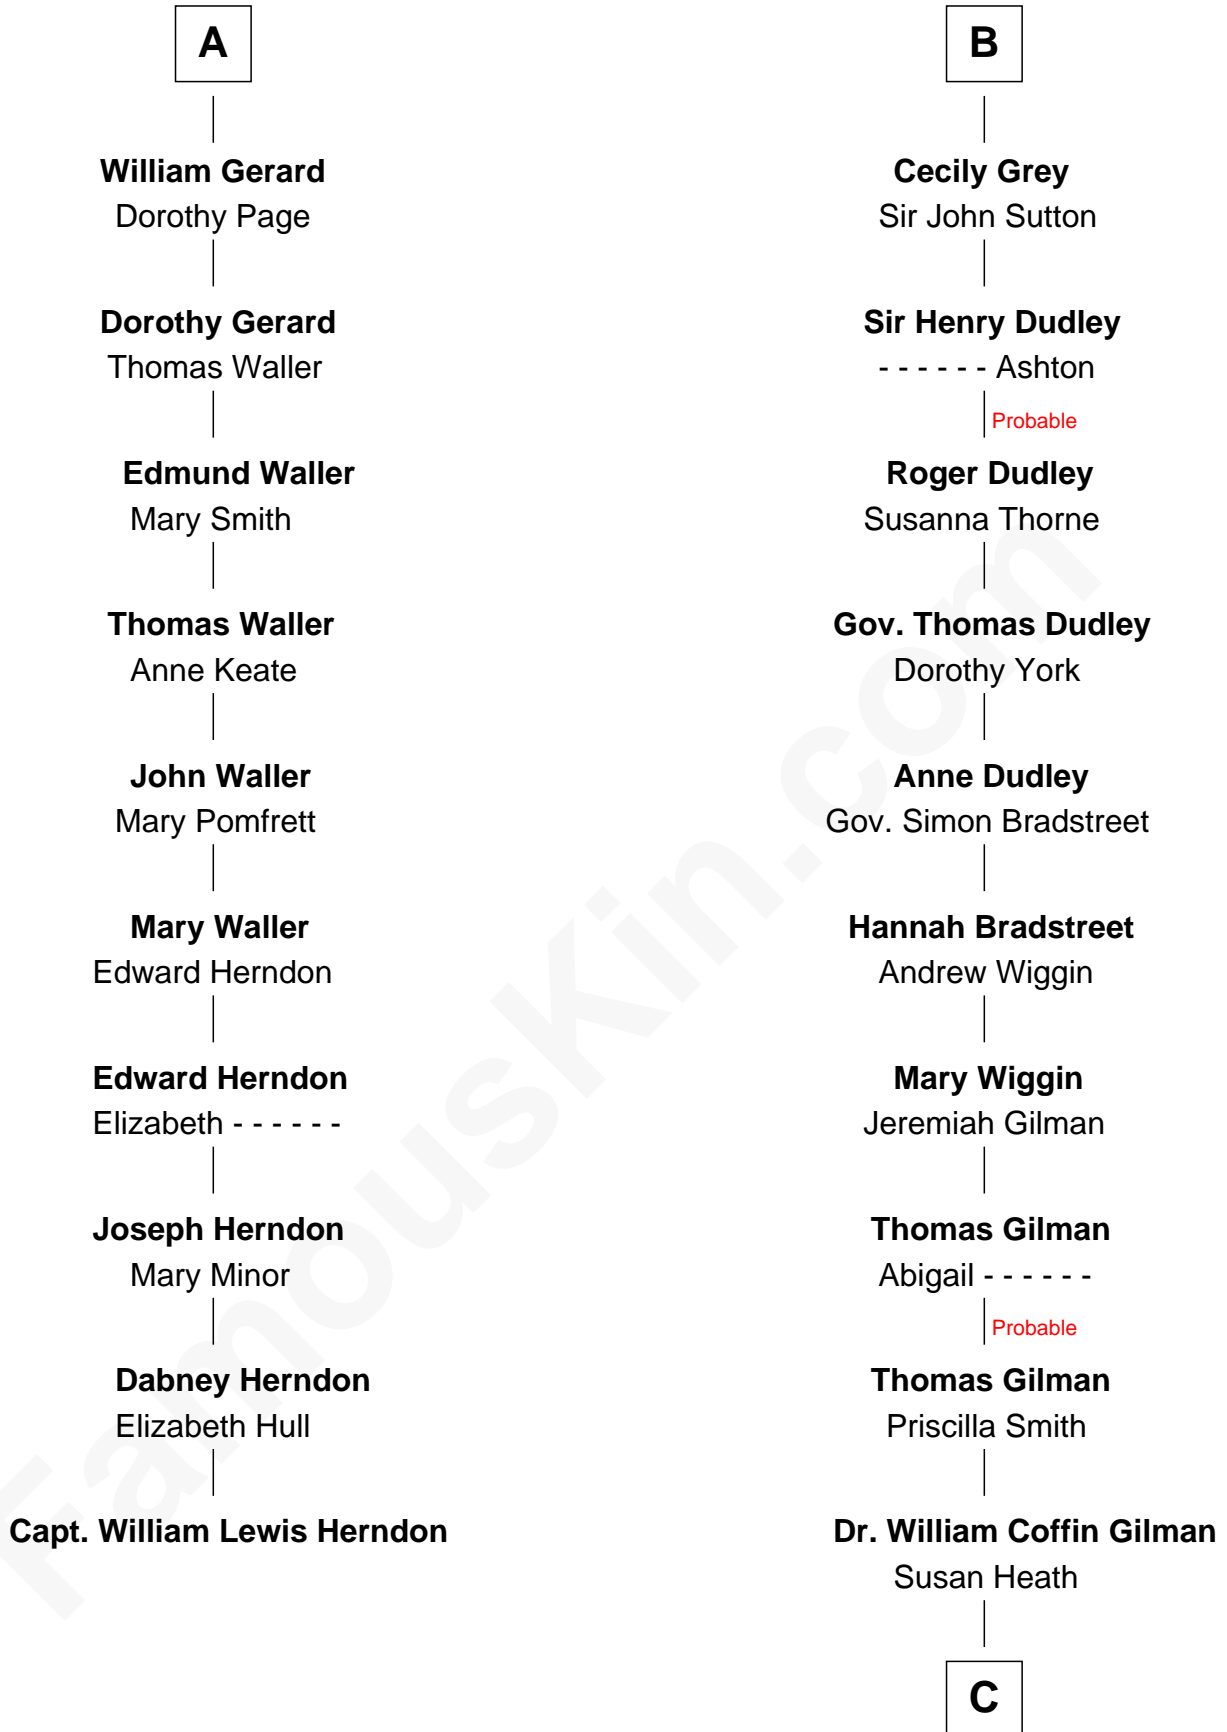 A
William Gerard
Dorothy Page
Dorothy Gerard
Thomas Waller
Edmund Waller
Mary Smith
Thomas Waller
Anne Keate
John Waller
Mary Pomfrett
Mary Waller
Edward Herndon
Edward Herndon
Elizabeth - - - - - -
Joseph Herndon
Mary Minor
Dabney Herndon
Elizabeth Hull
Capt. William Lewis Herndon
B
Cecily Grey
Sir John Sutton
Sir Henry Dudley
- - - - - - Ashton
Probable
Roger Dudley
Susanna Thorne
Gov. Thomas Dudley
Dorothy York
Anne Dudley
Gov. Simon Bradstreet
Hannah Bradstreet
Andrew Wiggin
Mary Wiggin
Jeremiah Gilman
Thomas Gilman
Abigail - - - - - -
Probable
Thomas Gilman
Priscilla Smith
Dr. William Coffin Gilman
Susan Heath
C
FamousKin.com